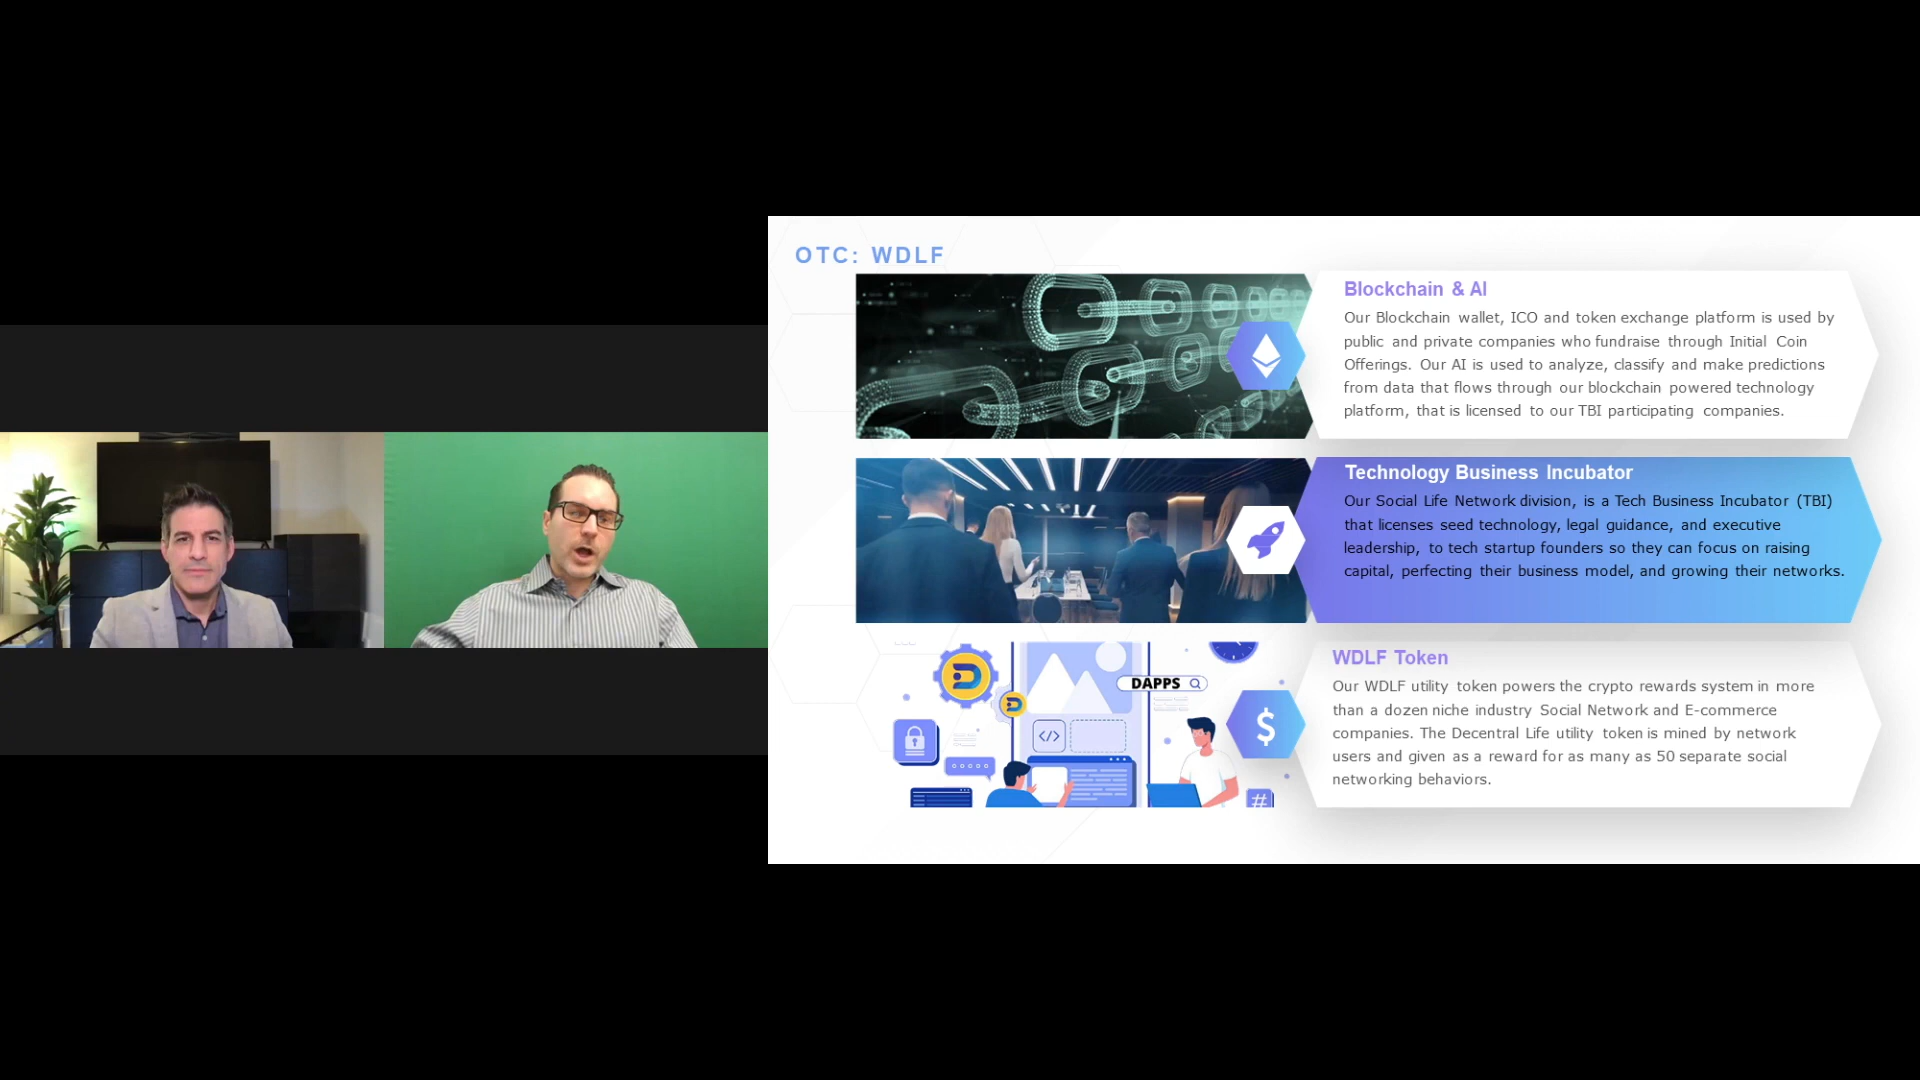 OTC: WDLF
Blockchain & AI
Our Blockchain wallet, ICO and token exchange platform is used by
public and private companies who fundraise through Initial Coin
Offerings. Our AI is used to analyze, classify and make predictions
from data that flows through our blockchain powered technology
platform, that is licensed to our TBI participating companies.
Technology Business Incubator
Our Social Life Network division, is a Tech Business Incubator (TBI)
that licenses seed technology, legal guidance, and executive
leadership, to tech startup founders so they can focus on raising
capital, perfecting their business model, and growing their networks.
DAPPS
</>
$
#
WDLF Token
Our WDLF utility token powers the crypto rewards system in more
than a dozen niche industry Social Network and E-commerce
companies. The Decentral Life utility token is mined by network
users and given as a reward for as many as 50 separate social
networking behaviors.